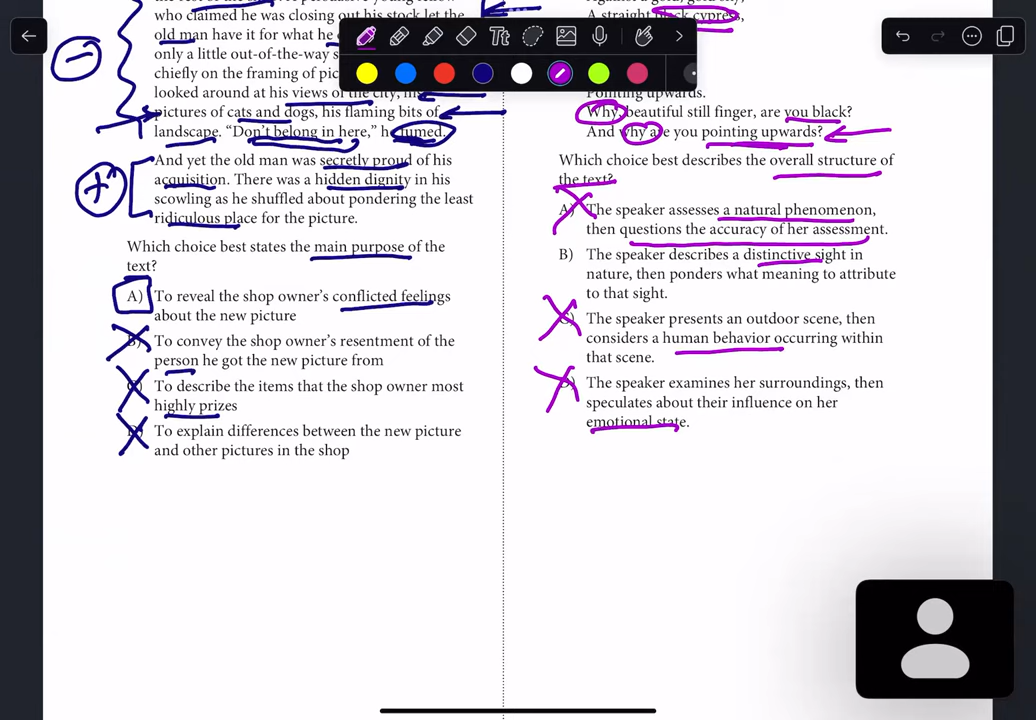 who claimed he was closing out his stock let the
old man have it for what he
only a little out-of-the-way
chiefly on the framing of
looked around at his views of the city, his
pictures of cats and dogs, his flaming bits of
landscape. “Don’t belong in here,” he fumed.
And yet the old man was secretly proud of his
acquisition. There was a hidden dignity in his
scowling as he shuffled about pondering the least
ridiculous place for the picture.
Which choice best states the main purpose of the
text?
A) To reveal the shop owner’s conflicted feelings
about the new picture
B) To convey the shop owner’s resentment of the
person he got the new picture from
C) To describe the items that the shop owner most
highly prizes
D) To explain differences between the new picture
and other pictures in the shop
A straight black cypress,
Pointing upwards.
Why, beautiful still finger, are you black?
And why are you pointing upwards?
Which choice best describes the overall structure of
the text?
A) The speaker assesses a natural phenomenon,
then questions the accuracy of her assessment.
B) The speaker describes a distinctive sight in
nature, then ponders what meaning to attribute
to that sight.
C) The speaker presents an outdoor scene, then
considers a human behavior occurring within
that scene.
D) The speaker examines her surroundings, then
speculates about their influence on her
emotional state.
Tt